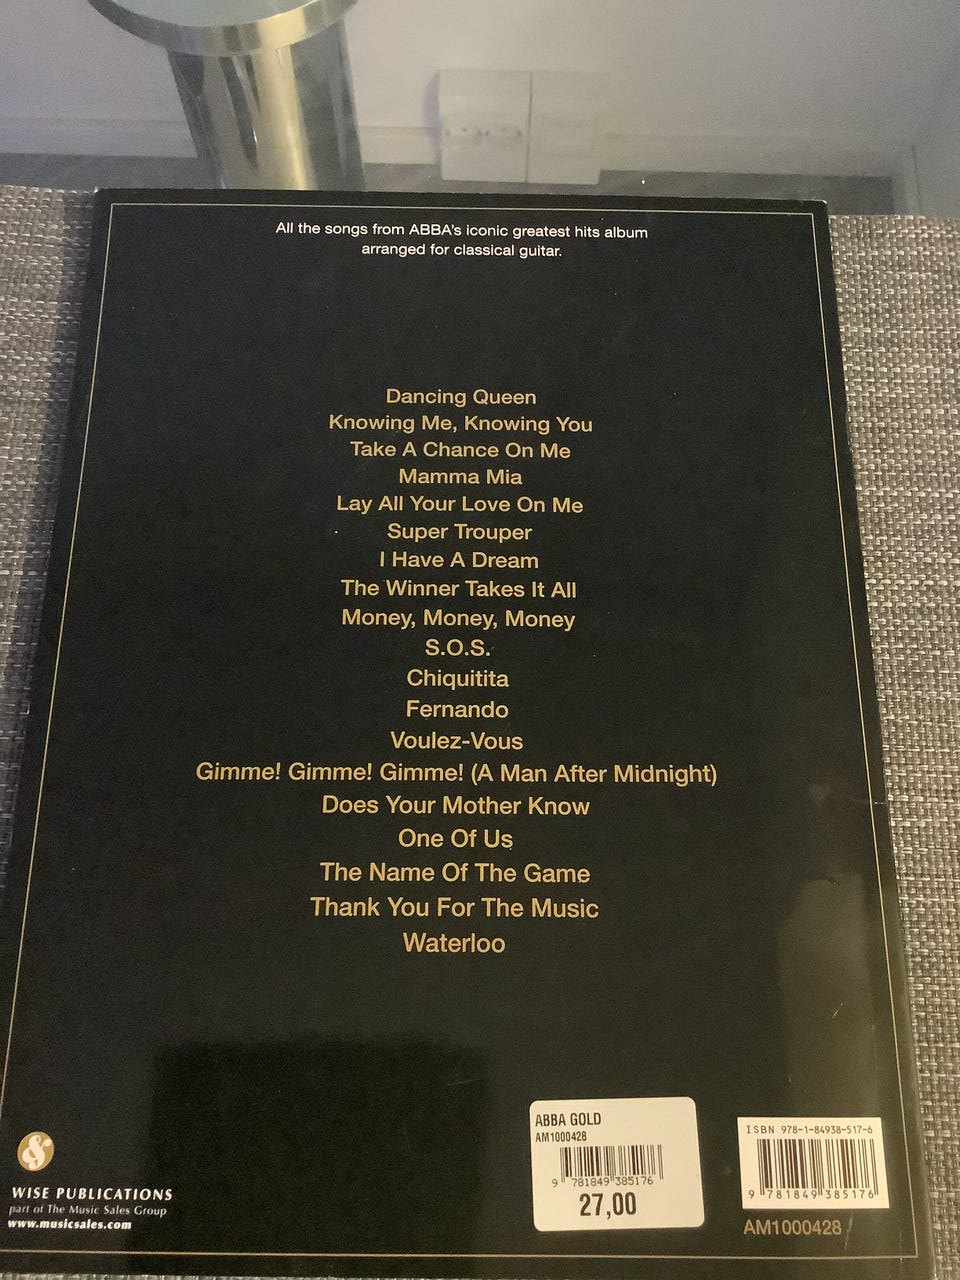 All the songs from ABBA's iconic greatest hits album
arranged for classical guitar.
Dancing Queen
Knowing Me, Knowing You
Take A Chance On Me
Mamma Mia
Lay All Your Love On Me
Super Trouper
I Have A Dream
The Winner Takes It All
Money, Money, Money
S.O.S.
Chiquitita
Fernando
Voulez-Vous
Gimme! Gimme! Gimme! (A Man After Midnight)
Does Your Mother Know
One Of Us
The Name Of The Game
Thank You For The Music
Waterloo
WISE PUBLICATIONS
part of The Music Sales Group
www.musicsales.com
ABBA GOLD
AM1000428
9 781849 385176
27,00
ISBN 978-1-84938-517-6
9 781849 385176
AM1000428